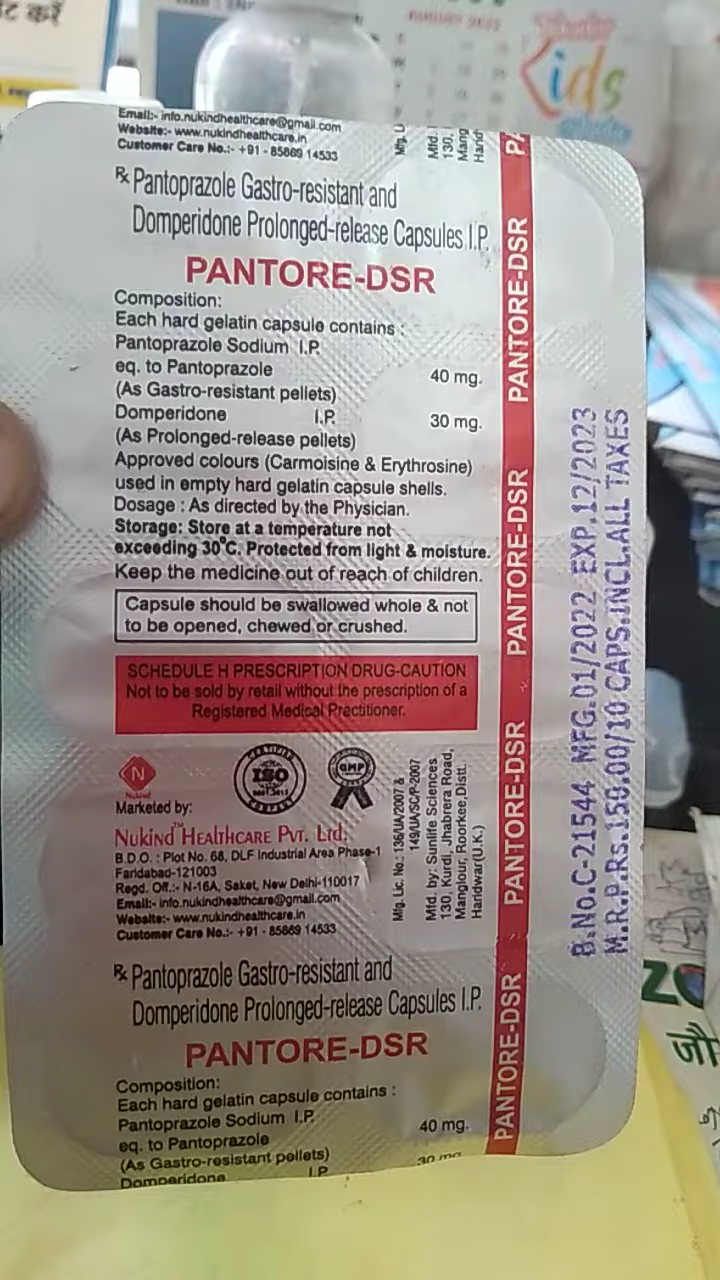 ट करें
AUGUST 2022
Kids
Email:- info.nukindhealthcare@gmail.com
Website:- www.nukindhealthcare.in
Customer Care No.:- +91 - 85869 14533
Rx Pantoprazole Gastro-resistant and
Domperidone Prolonged-release Capsules I.P.
PANTORE-DSR
Composition:
Each hard gelatin capsule contains :
Pantoprazole Sodium I.P.
eq. to Pantoprazole 40 mg.
(As Gastro-resistant pellets)
Domperidone I.P. 30 mg.
(As Prolonged-release pellets)
Approved colours (Carmoisine & Erythrosine)
used in empty hard gelatin capsule shells.
Dosage : As directed by the Physician.
Storage: Store at a temperature not
exceeding 30°C. Protected from light & moisture.
Keep the medicine out of reach of children.
Capsule should be swallowed whole & not
to be opened, chewed or crushed.
SCHEDULE H PRESCRIPTION DRUG-CAUTION
Not to be sold by retail without the prescription of a
Registered Medical Practitioner.
N
Nukind
ISO
GMP
Marketed by:
Nukind™ Healthcare Pvt. Ltd.
B.D.O. : Plot No. 68, DLF Industrial Area Phase-1
Faridabad-121003
Regd. Off.:- N-16A, Saket, New Delhi-110017
Email:- info.nukindhealthcare@gmail.com
Website:- www.nukindhealthcare.in
Customer Care No.:- +91 - 85869 14533
Mfg. Lic. No.: 136/UA/2007 &
149/UA/SC/P-2007
Mfd. by: Sunlife Sciences
130, Kurdi, Jhabrera Road,
Manglour, Roorkee, Distt.
Haridwar(U.K.)
Rx Pantoprazole Gastro-resistant and
Domperidone Prolonged-release Capsules I.P.
PANTORE-DSR
Composition:
Each hard gelatin capsule contains :
Pantoprazole Sodium I.P.
eq. to Pantoprazole 40 mg.
(As Gastro-resistant pellets)
Domperidone I.P. 30 mg.
PANTORE-DSR
PANTORE-DSR
PANTORE-DSR
PANTORE-DSR
B.No.C-21544 MFG.01/2022 EXP.12/2023
M.R.P.Rs.150.00/10 CAPS.INCL.ALL TAXES